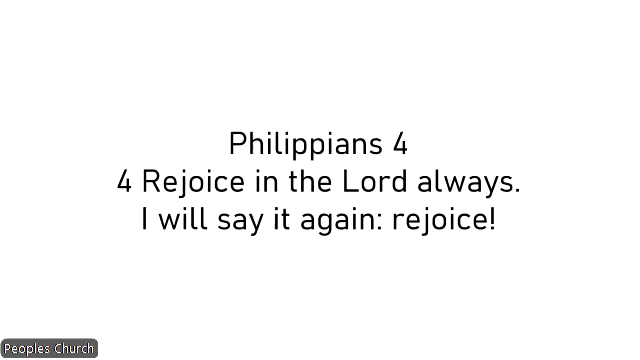 Philippians 4
4 Rejoice in the Lord always.
I will say it again: rejoice!
Peoples Church